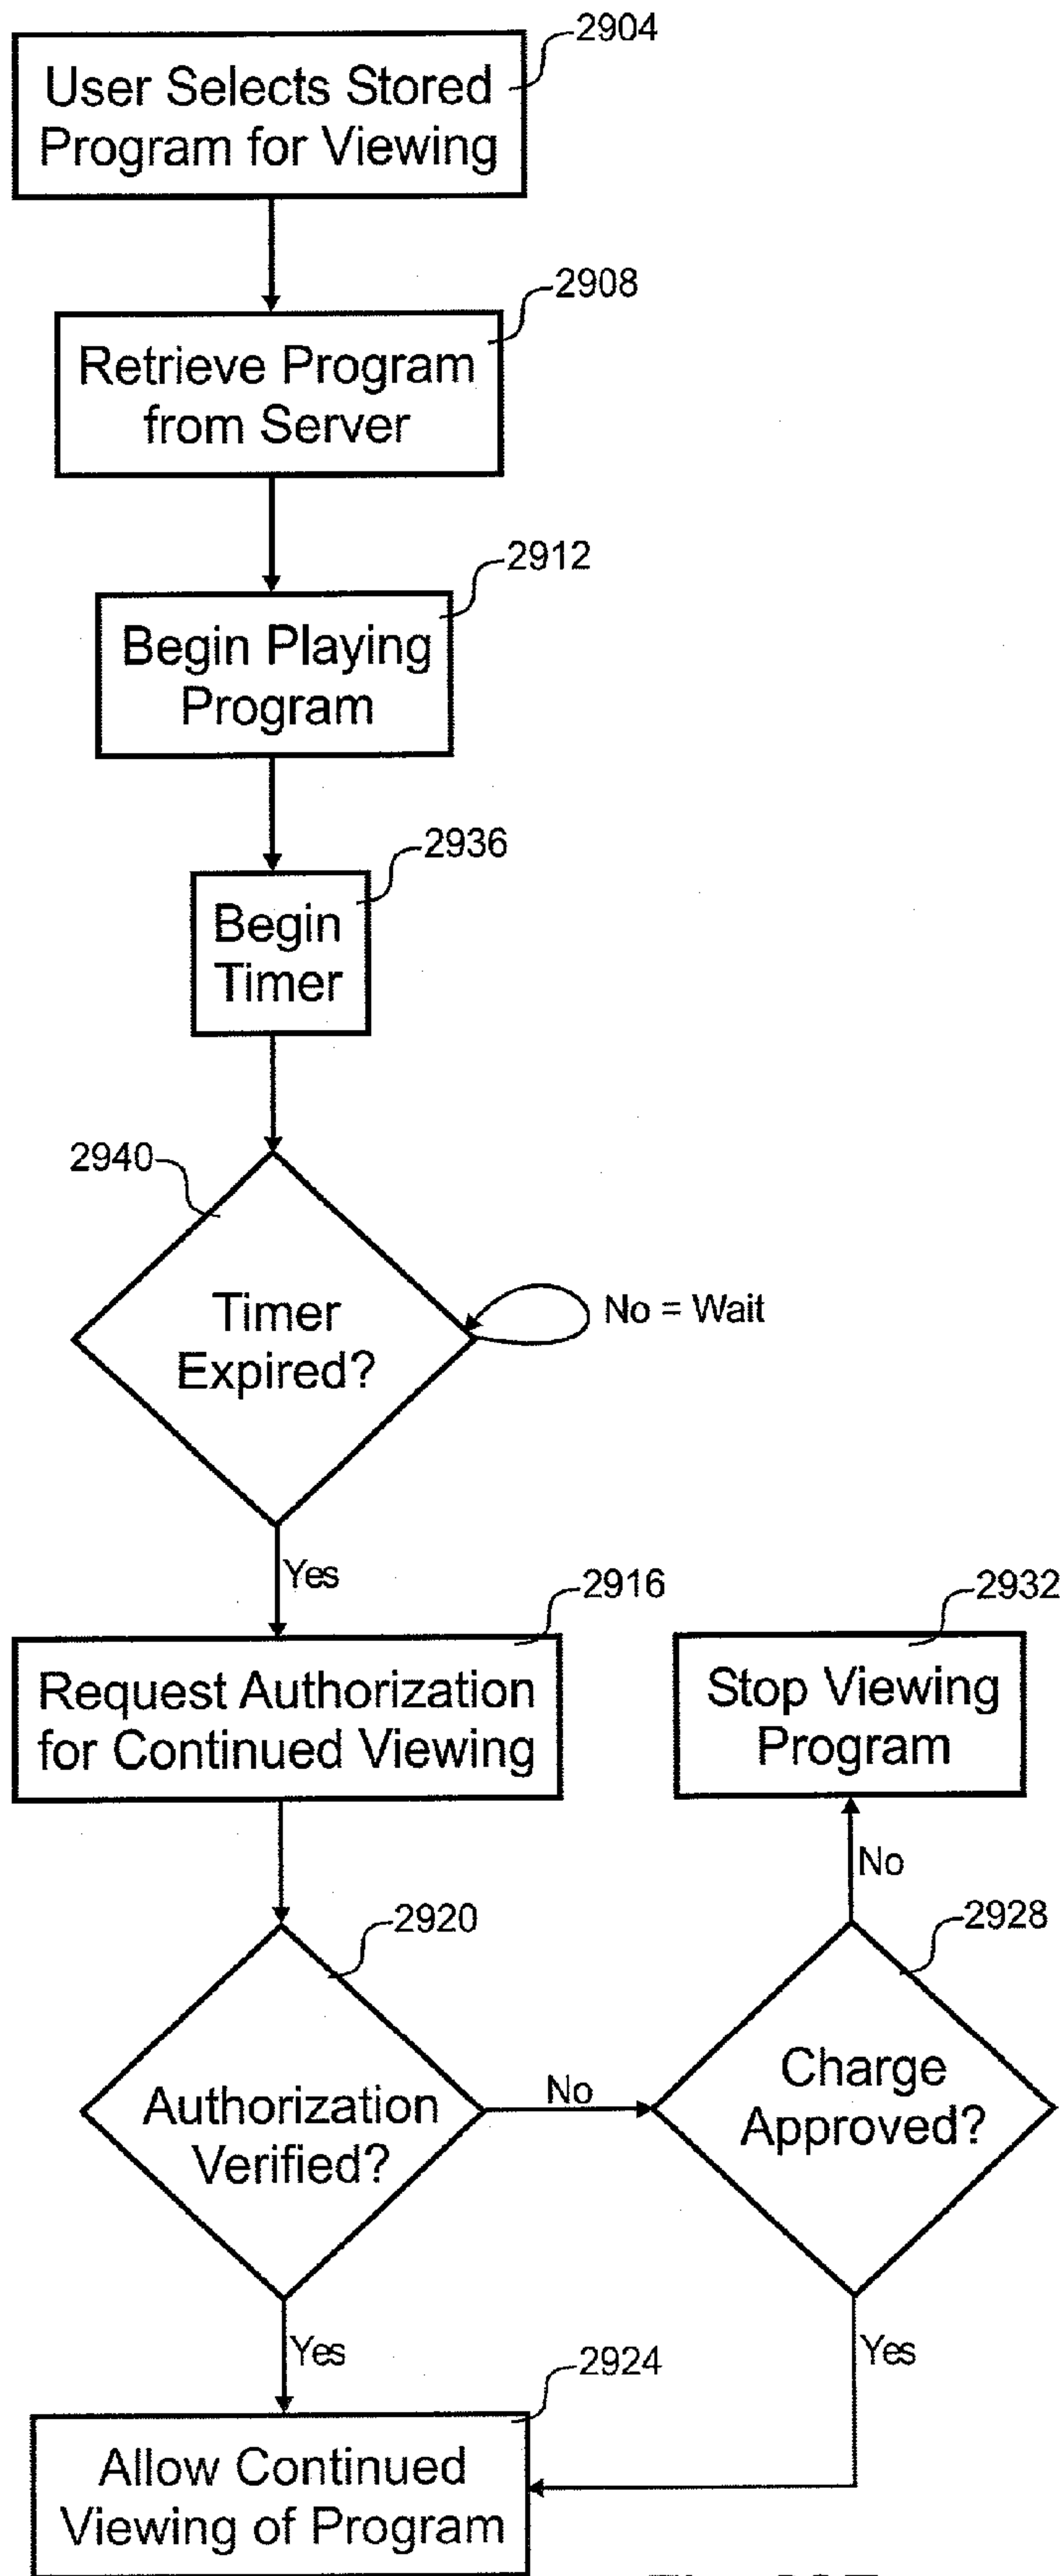 2904
User Selects Stored
Program for Viewing
2908
Retrieve Program
from Server
2912
Begin Playing
Program
2936
Begin
Timer
2940
Timer
Expired?
No = Wait
Yes
2916
Request Authorization
for Continued Viewing
2932
Stop Viewing
Program
No
2920
Authorization
Verified?
No
2928
Charge
Approved?
Yes
Yes
2924
Allow Continued
Viewing of Program